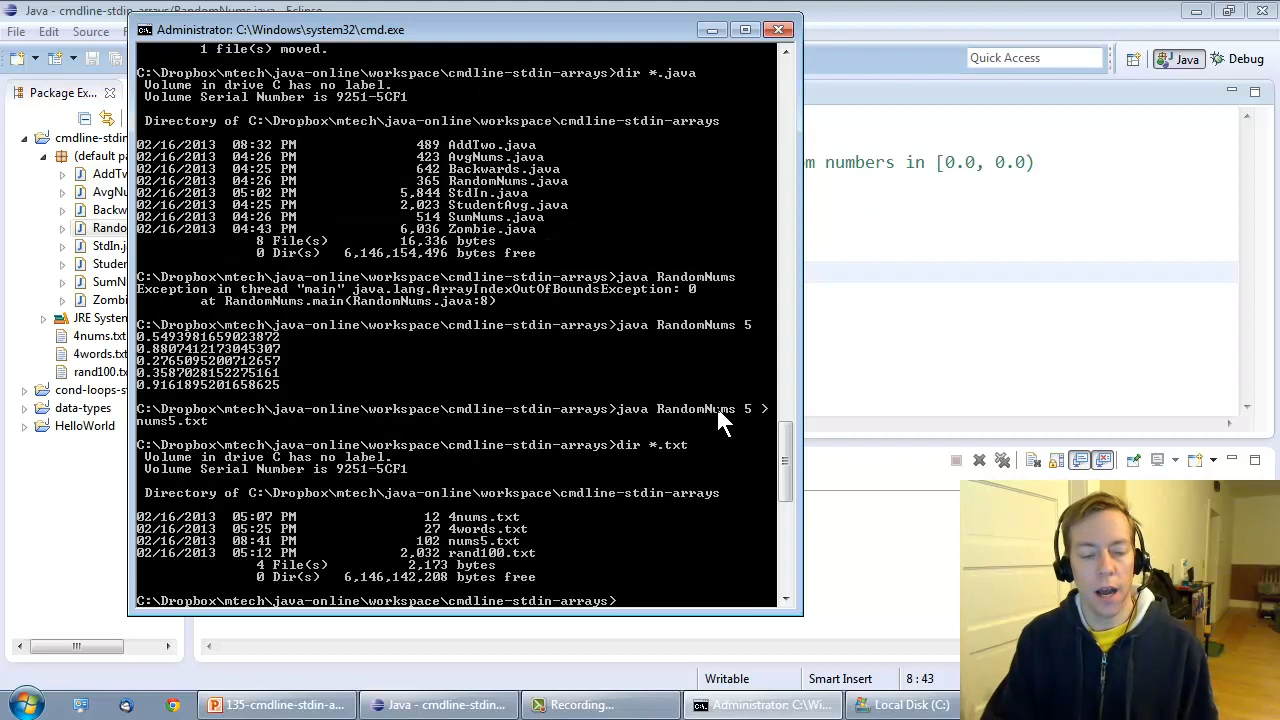 Java - cmdline-stdin-arrays/RandomNums.java - Eclipse
File Edit Source
Quick Access
Java
Debug
Administrator: C:\Windows\system32\cmd.exe
1 file(s) moved.
C:\Dropbox\mtech\java-online\workspace\cmdline-stdin-arrays>dir *.java
Volume in drive C has no label.
Volume Serial Number is 9251-5CF1
Directory of C:\Dropbox\mtech\java-online\workspace\cmdline-stdin-arrays
02/16/2013 08:32 PM 489 AddTwo.java
02/16/2013 04:26 PM 423 AvgNums.java
02/16/2013 04:25 PM 642 Backwards.java
02/16/2013 04:26 PM 365 RandomNums.java
02/16/2013 05:02 PM 5,844 StdIn.java
02/16/2013 04:25 PM 2,023 StudentAvg.java
02/16/2013 04:26 PM 514 SumNums.java
02/16/2013 04:43 PM 6,036 Zombie.java
8 File(s) 16,336 bytes
0 Dir(s) 6,146,154,496 bytes free
C:\Dropbox\mtech\java-online\workspace\cmdline-stdin-arrays>java RandomNums
Exception in thread "main" java.lang.ArrayIndexOutOfBoundsException: 0
at RandomNums.main(RandomNums.java:8)
C:\Dropbox\mtech\java-online\workspace\cmdline-stdin-arrays>java RandomNums 5
0.5493981659023872
0.8807412173045307
0.2765095200712657
0.3587028152275161
0.9161895201658625
C:\Dropbox\mtech\java-online\workspace\cmdline-stdin-arrays>java RandomNums 5 >
nums5.txt
C:\Dropbox\mtech\java-online\workspace\cmdline-stdin-arrays>dir *.txt
Volume in drive C has no label.
Volume Serial Number is 9251-5CF1
Directory of C:\Dropbox\mtech\java-online\workspace\cmdline-stdin-arrays
02/16/2013 05:07 PM 12 4nums.txt
02/16/2013 05:25 PM 27 4words.txt
02/16/2013 08:41 PM 102 nums5.txt
02/16/2013 05:12 PM 2,032 rand100.txt
4 File(s) 2,173 bytes
0 Dir(s) 6,146,142,208 bytes free
C:\Dropbox\mtech\java-online\workspace\cmdline-stdin-arrays>
Package Ex...
cmdline-stdin-arrays
(default pa
AddTw
AvgNu
Backw
Rando
StdIn.j
Studen
SumN
Zombi
JRE System
4nums.txt
4words.txt
rand100.tx
cond-loops-st
data-types
HelloWorld
m numbers in [0.0, 0.0)
Writable
Smart Insert
8 : 43
135-cmdline-stdin-a...
Java - cmdline-stdin-...
Recording...
Administrator: C:\Wi...
Local Disk (C:)